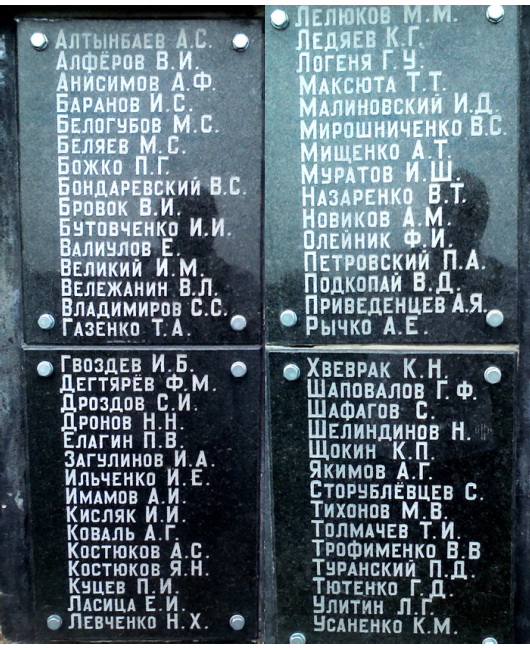 Алтынбаев А.С.
Алфёров В.И.
Анисимов А.Ф.
Баранов И.С.
Белогубов М.С.
Беляев М.С.
Божко П.Г.
Бондаревский В.С.
Бровок В.И.
Бутовченко И.И.
Валиулов Е.
Великий И.М.
Вележанин В.Л.
Владимиров С.С.
Газенко Т.А.
Гвоздев И.Б.
Дегтярёв Ф.М.
Дроздов С.И.
Дронов Н.Н.
Елагин П.В.
Загулинов И.А.
Ильченко И.Е.
Имамов А.И.
Кисляк И.И.
Коваль А.Г.
Костюков А.С.
Костюков Я.Н.
Куцев П.И.
Ласица Е.И.
Левченко Н.Х.
Лелюков М.М.
Ледяев К.Г.
Логеня Г.У.
Максюта Т.Т.
Малиновский И.Д.
Мирошниченко В.С.
Мищенко А.Т.
Муратов И.Ш.
Назаренко В.Т.
Новиков А.М.
Олейник Ф.И.
Петровский П.А.
Подкопай В.Д.
Приведенцев А.Я.
Рычко А.Е.
Хвеврак К.Н.
Шаповалов Г.Ф.
Шафагов С.
Шелиндинов Н.
Щокин К.П.
Якимов А.Г.
Сторублёвцев С.
Тихонов М.В.
Толмачев Т.И.
Трофименко В.В
Туранский П.Д.
Тютенко Г.Д.
Улитин Л.Г.
Усаненко К.М.